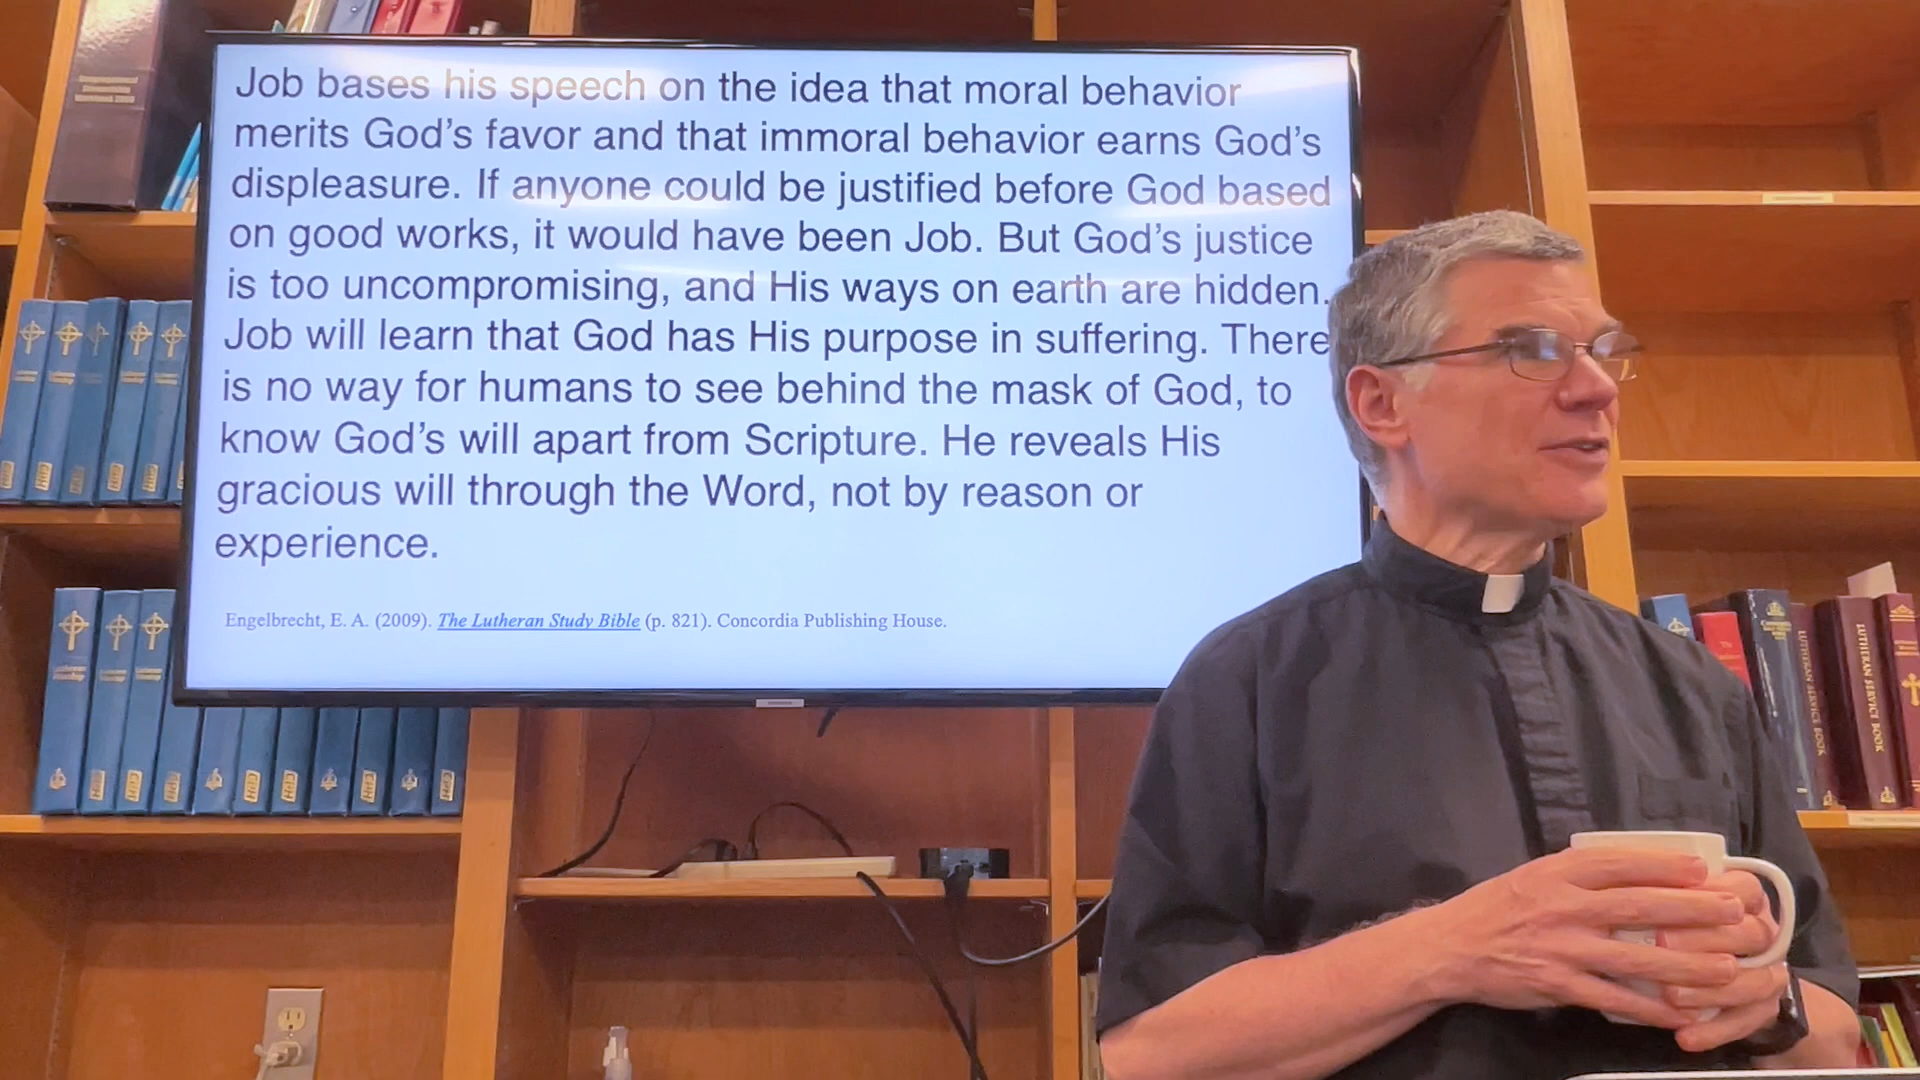 Job bases his speech on the idea that moral behavior
merits God's favor and that immoral behavior earns God's
displeasure. If anyone could be justified before God based
on good works, it would have been Job. But God's justice
is too uncompromising, and His ways on earth are hidden.
Job will learn that God has His purpose in suffering. There
is no way for humans to see behind the mask of God, to
know God's will apart from Scripture. He reveals His
gracious will through the Word, not by reason or
experience.
Engelbrecht, E. A. (2009). The Lutheran Study Bible (p. 821). Concordia Publishing House.
LUTHERAN SERVICE BOOK
LUTHERAN SERVICE BOOK
CPH
CPH
CPH
CPH